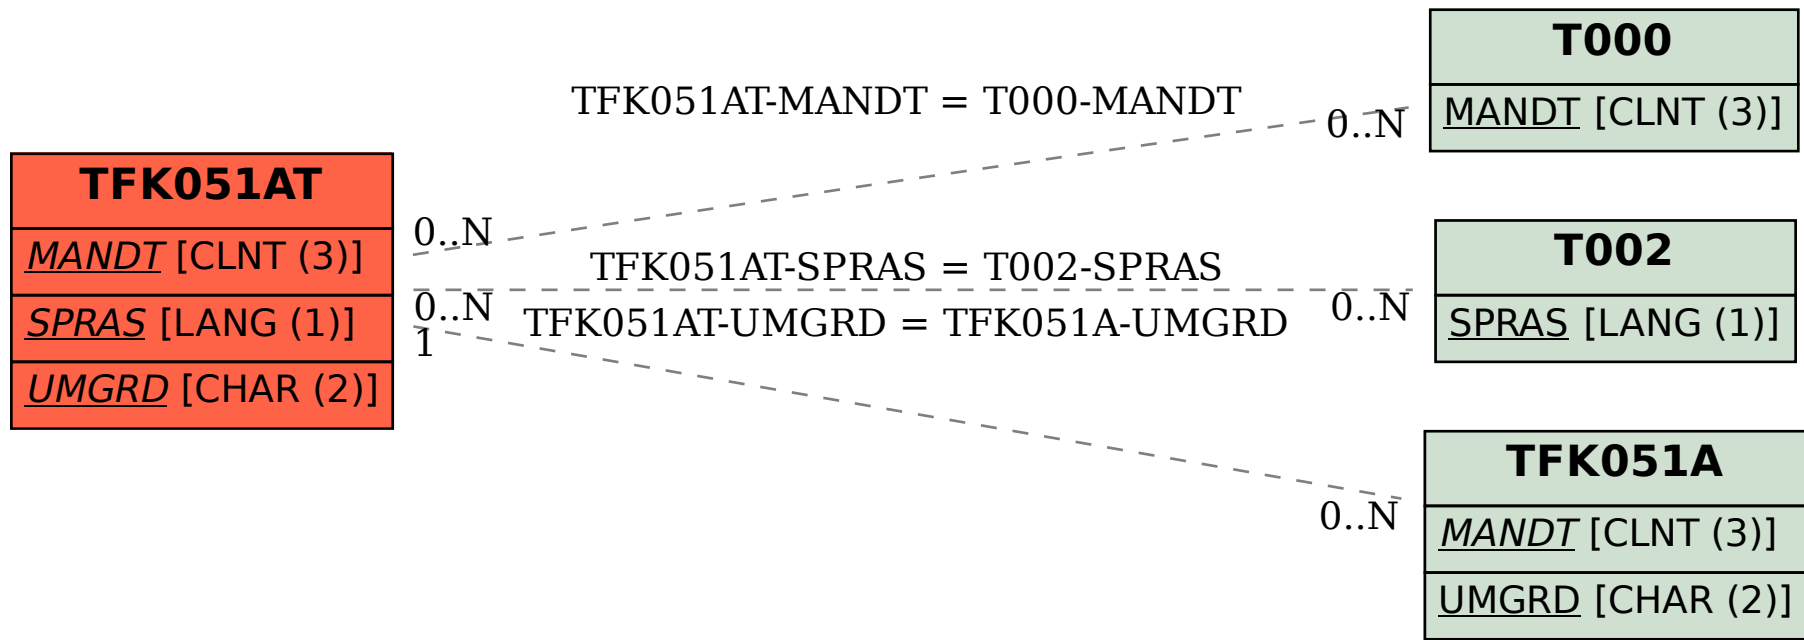 TFK051AT
MANDT [CLNT (3)]
SPRAS [LANG (1)]
UMGRD [CHAR (2)]
TFK051AT-MANDT = T000-MANDT
0..N
0..N
TFK051AT-SPRAS = T002-SPRAS
0..N
0..N
TFK051AT-UMGRD = TFK051A-UMGRD
1
0..N
T000
MANDT [CLNT (3)]
T002
SPRAS [LANG (1)]
TFK051A
MANDT [CLNT (3)]
UMGRD [CHAR (2)]